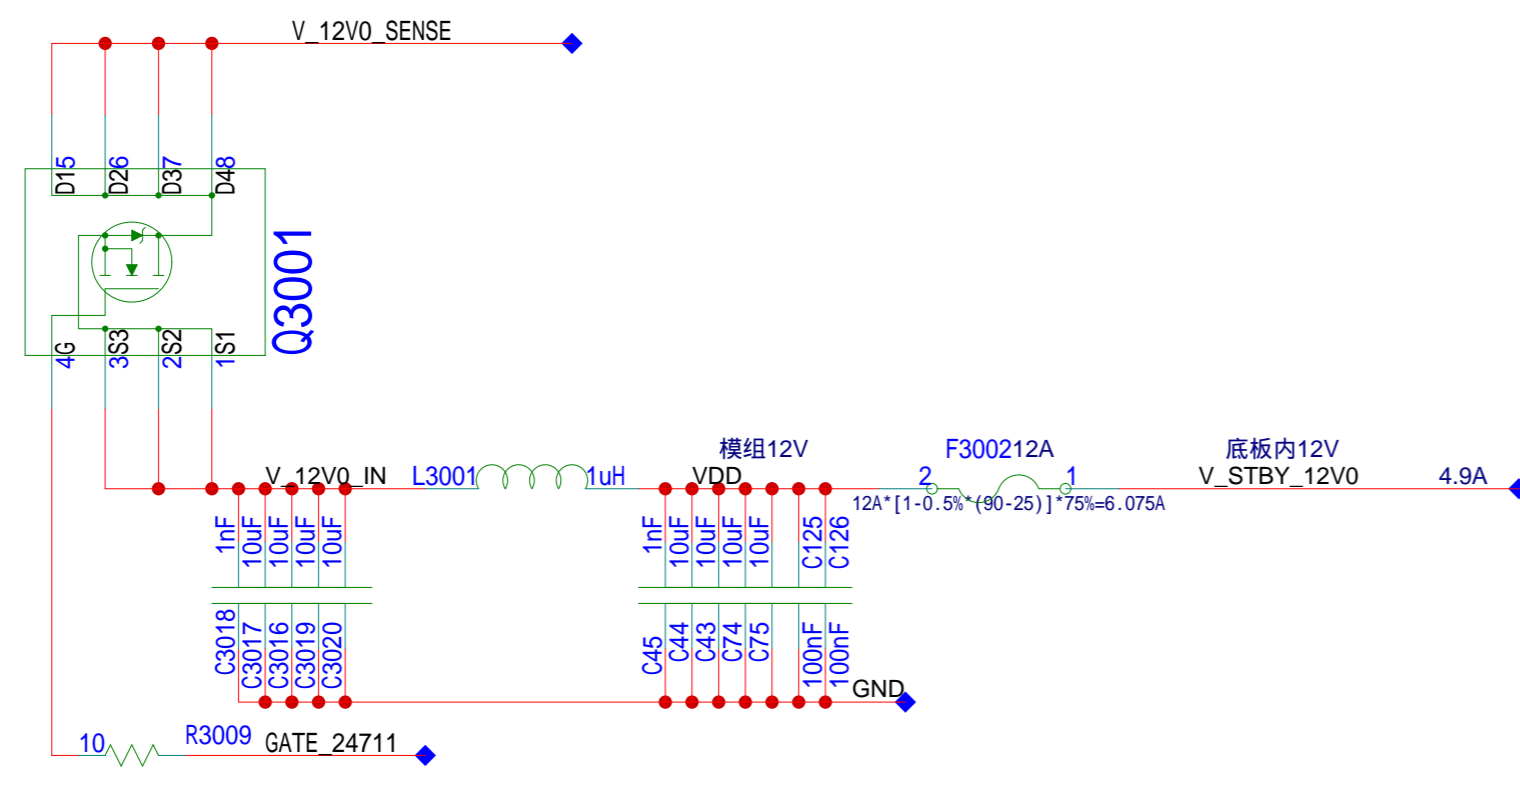 V_12V0_SENSE
D15
D26
D37
D48
Q3001
4G
3S3
2S2
1S1
模组12V
F300212A
底板内12V
V_12V0_IN
L3001
1uH
VDD
2
1
V_STBY_12V0
4.9A
12A*[1-0.5%*(90-25)]*75%=6.075A
1nF
10uF
10uF
10uF
10uF
1nF
10uF
10uF
10uF
10uF
C125
C126
C3018
C3017
C3016
C3019
C3020
C45
C44
C43
C74
C75
100nF
100nF
GND
10
R3009
GATE_24711